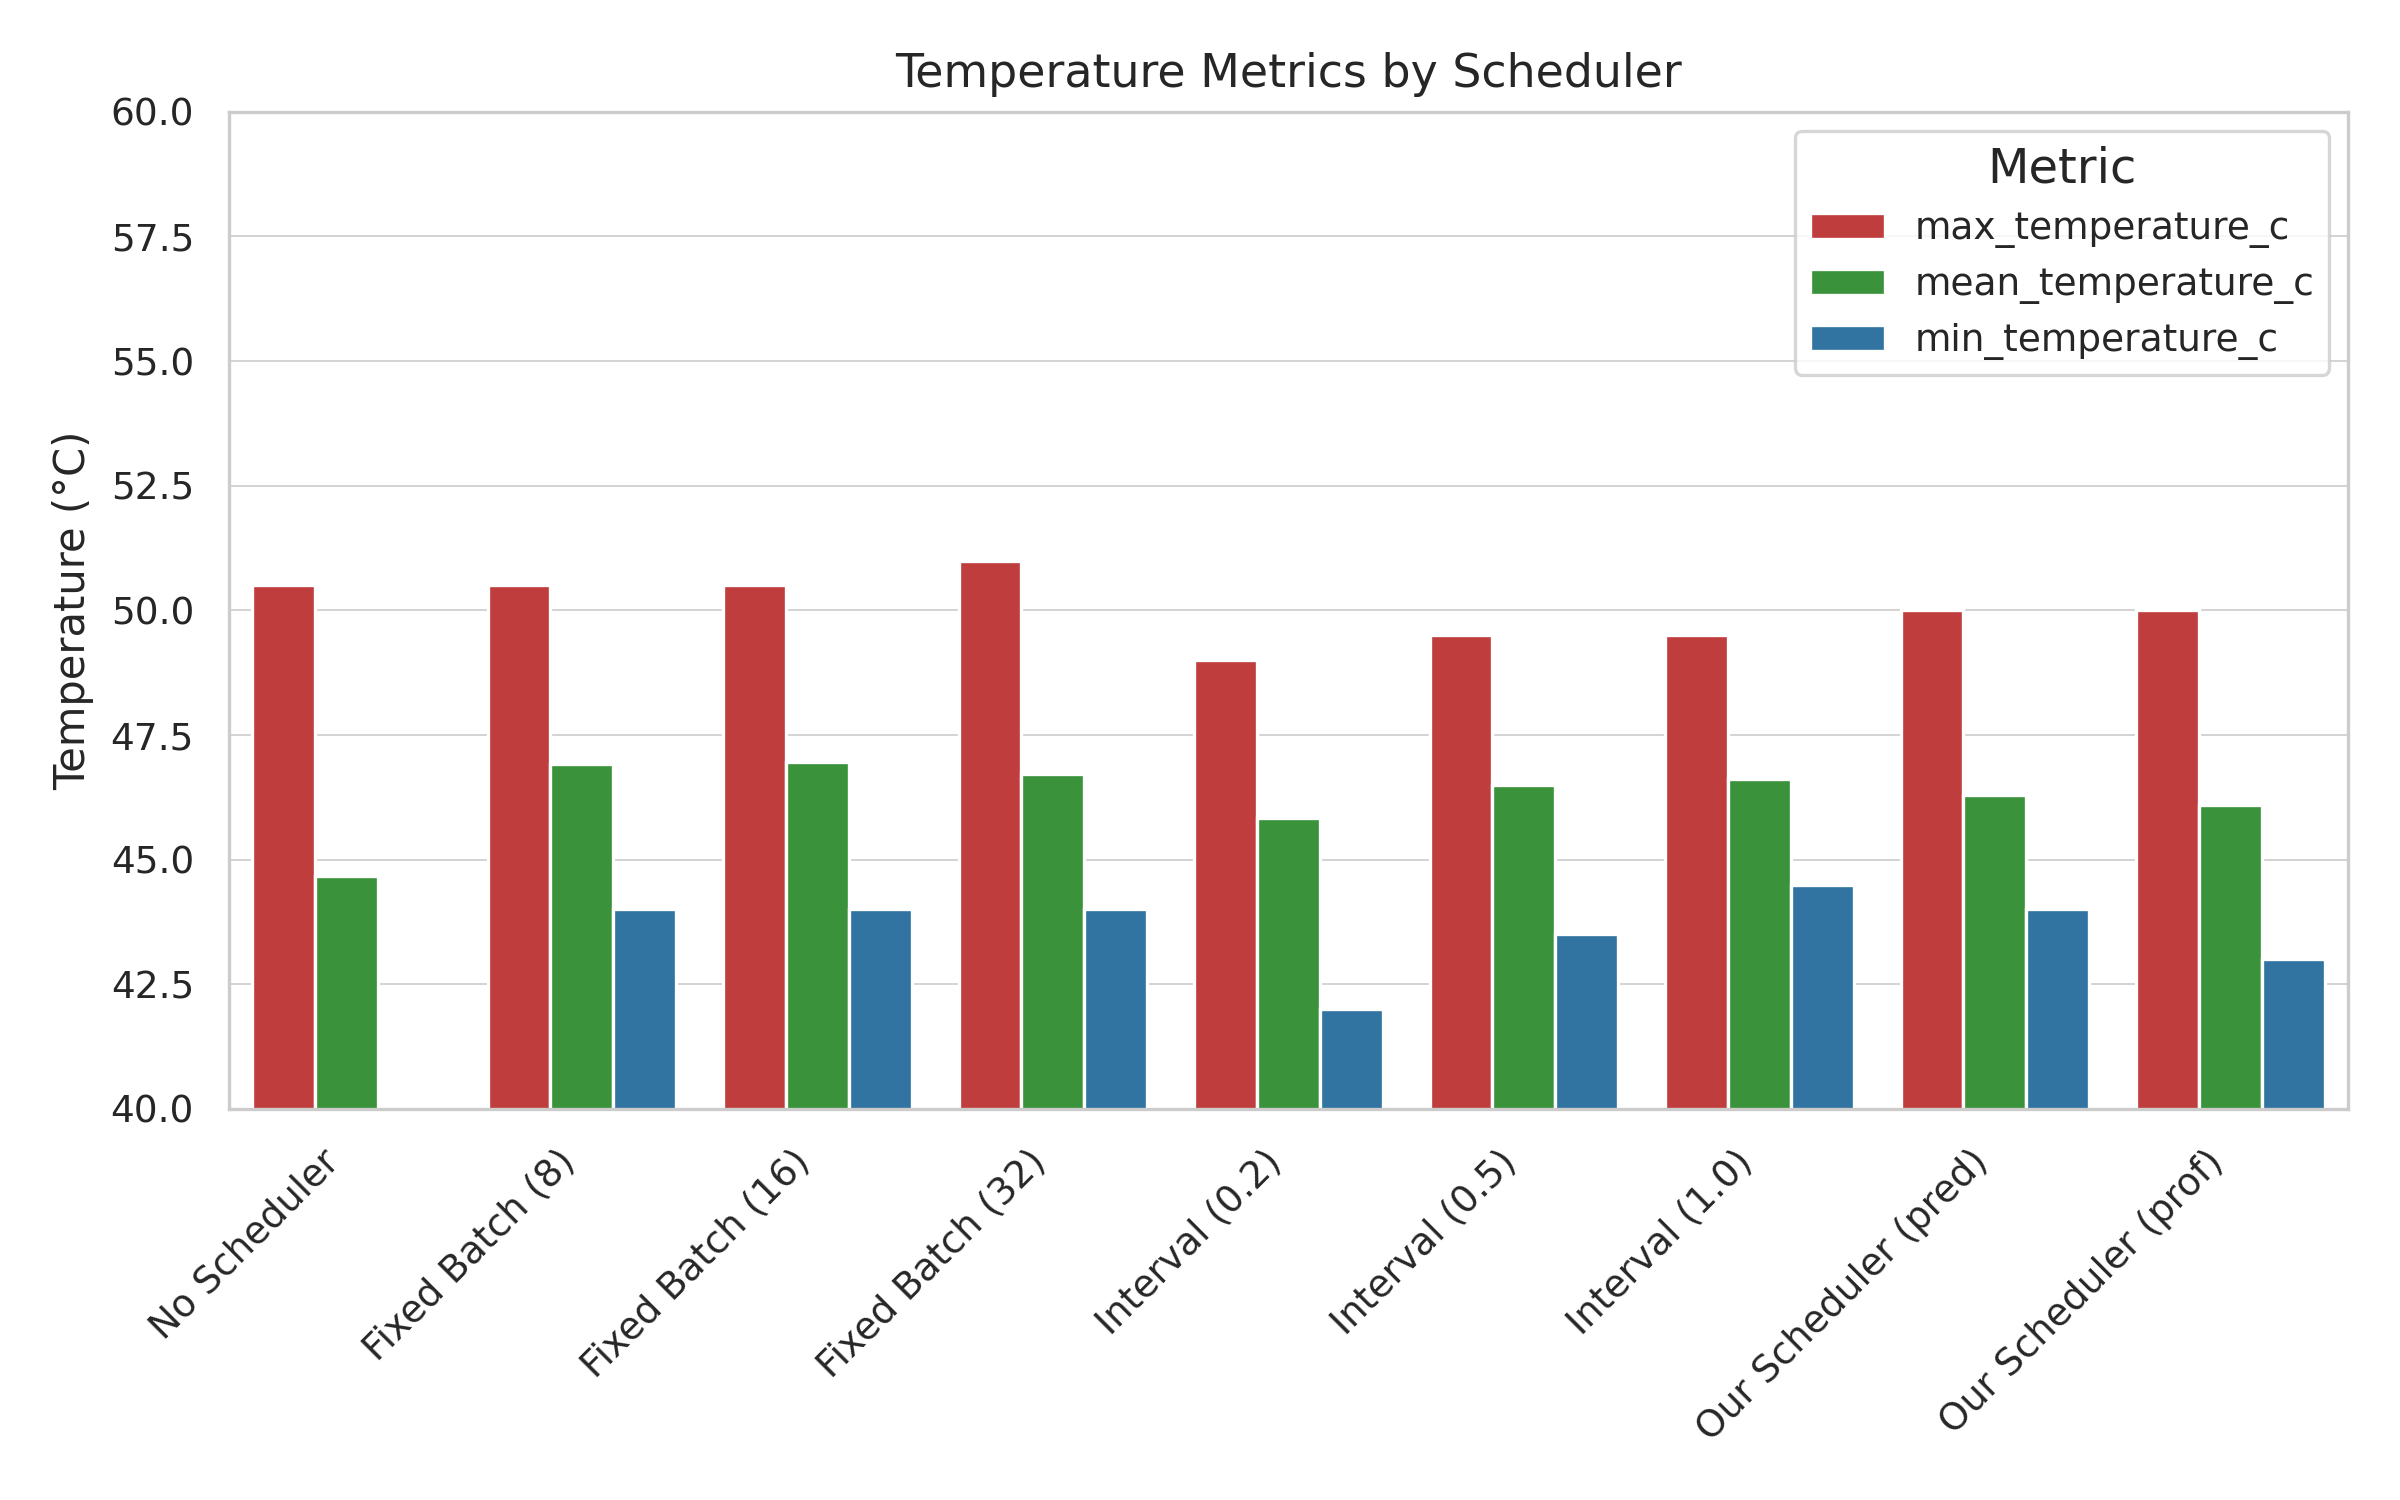 Temperature Metrics by Scheduler
Metric
max_temperature_c
mean_temperature_c
min_temperature_c
Temperature (°C)
60.0
57.5
55.0
52.5
50.0
47.5
45.0
42.5
40.0
No Scheduler
Fixed Batch (8)
Fixed Batch (16)
Fixed Batch (32)
Interval (0.2)
Interval (0.5)
Interval (1.0)
Our Scheduler (pred)
Our Scheduler (prof)